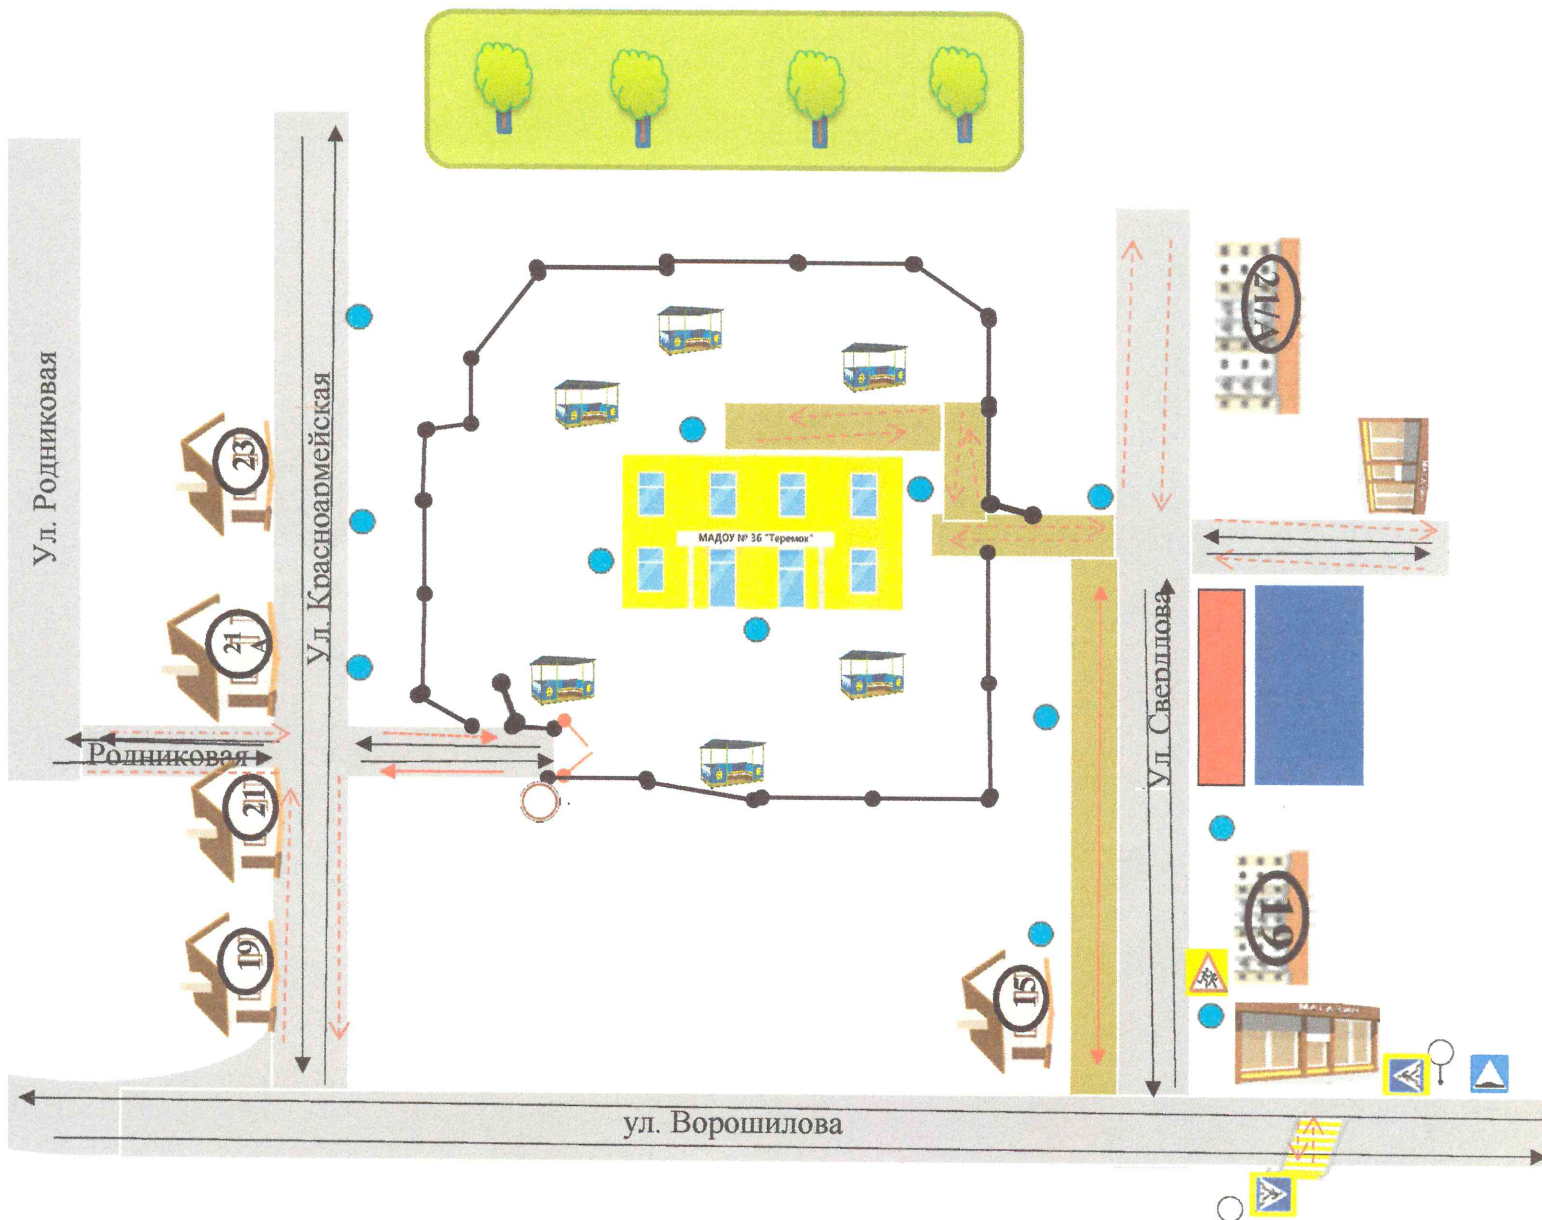 Ул. Родниковая
Ул. Красноармейская
21/А
23
МАДОУ № 36 "Теремок"
21
А
Ул. Свердлова
Родниковая
21
19
19
15
МАГАЗИН
ул. Ворошилова